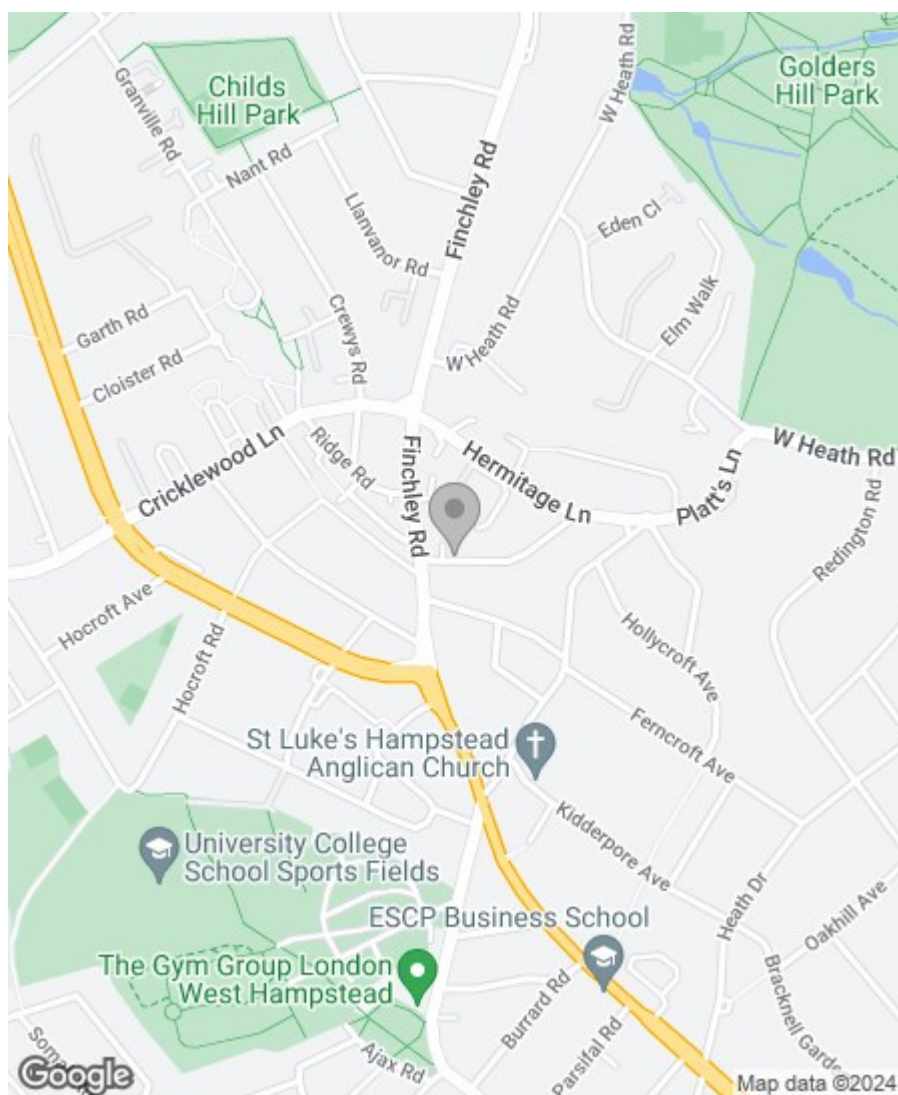 Childs
Hill Park
Golders
Hill Park
W Heath Rd
Granville Rd
Nant Rd
Llanvanor Rd
Finchley Rd
Eden Cl
Elm Walk
W Heath Rd
Garth Rd
Cloister Rd
Crewys Rd
Cricklewood Ln
Ridge Rd
Finchley Rd
Hermitage Ln
Platt's Ln
W Heath Rd
Redington Rd
Hocroft Ave
Hocroft Rd
Hollycroft Ave
Ferncroft Ave
St Luke's Hampstead
Anglican Church
Kidderpore Ave
University College
School Sports Fields
ESCP Business School
Heath Dr
Oakhill Ave
The Gym Group London
West Hampstead
Burrard Rd
Parsifal Rd
Bracknell Garde
Ajax Rd
Google
Map data ©2024